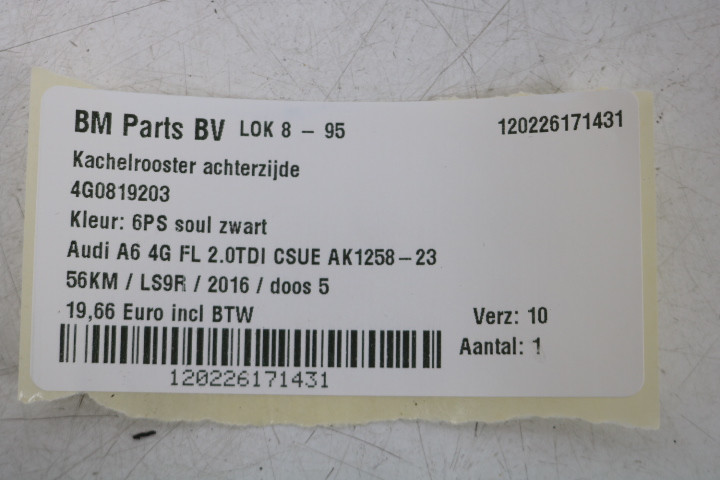 BM Parts BV LOK 8 - 95 120226171431
Kachelrooster achterzijde
4G0819203
Kleur: 6PS soul zwart
Audi A6 4G FL 2.0TDI CSUE AK1258-23
56KM / LS9R / 2016 / doos 5
19,66 Euro incl BTW Verz: 10
Aantal: 1
120226171431